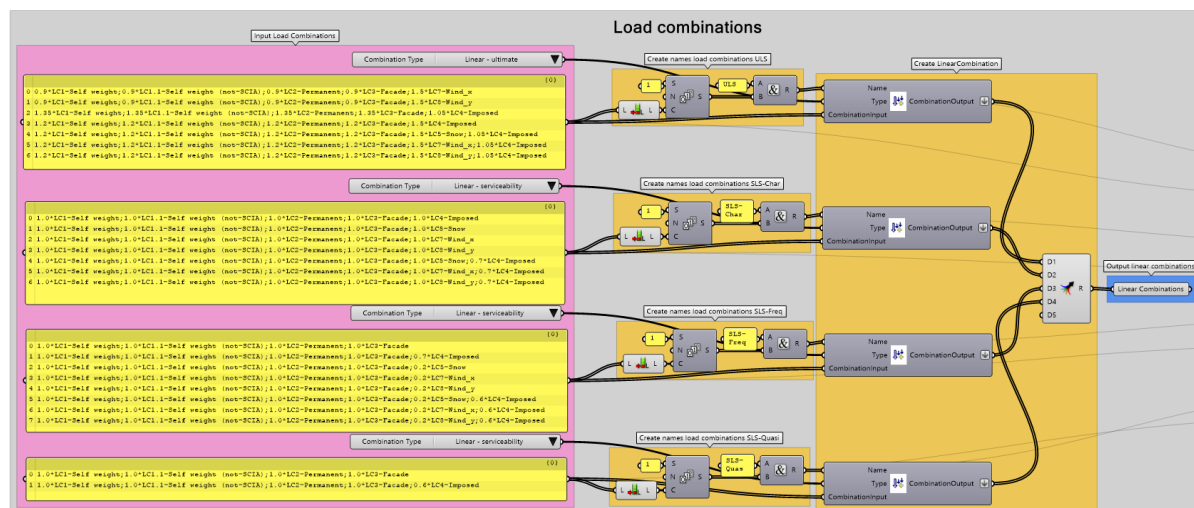 Load combinations
Input Load Combinations
Combination Type Linear - ultimate
{0}
0 0.9*LC1-Self weight;0.9*LC1.1-Self weight (not-SCIA);0.9*LC2-Permanent;0.9*LC3-Facade;1.5*LC7-Wind_x
1 0.9*LC1-Self weight;0.9*LC1.1-Self weight (not-SCIA);0.9*LC2-Permanent;0.9*LC3-Facade;1.5*LC8-Wind_y
2 1.35*LC1-Self weight;1.35*LC1.1-Self weight (not-SCIA);1.35*LC2-Permanent;1.35*LC3-Facade;1.05*LC4-Imposed
3 1.2*LC1-Self weight;1.2*LC1.1-Self weight (not-SCIA);1.2*LC2-Permanent;1.2*LC3-Facade;1.5*LC4-Imposed
4 1.2*LC1-Self weight;1.2*LC1.1-Self weight (not-SCIA);1.2*LC2-Permanent;1.2*LC3-Facade;1.5*LC5-Snow;1.05*LC4-Imposed
5 1.2*LC1-Self weight;1.2*LC1.1-Self weight (not-SCIA);1.2*LC2-Permanent;1.2*LC3-Facade;1.5*LC7-Wind_x;1.05*LC4-Imposed
6 1.2*LC1-Self weight;1.2*LC1.1-Self weight (not-SCIA);1.2*LC2-Permanent;1.2*LC3-Facade;1.5*LC8-Wind_y;1.05*LC4-Imposed
Create names load combinations ULS
1
S
N S
C
L L
ULS
A
B
& R
Create LinearCombination
Name
Type CombinationOutput
CombinationInput
Combination Type Linear - serviceability
{0}
0 1.0*LC1-Self weight;1.0*LC1.1-Self weight (not-SCIA);1.0*LC2-Permanent;1.0*LC3-Facade;1.0*LC4-Imposed
1 1.0*LC1-Self weight;1.0*LC1.1-Self weight (not-SCIA);1.0*LC2-Permanent;1.0*LC3-Facade;1.0*LC5-Snow
2 1.0*LC1-Self weight;1.0*LC1.1-Self weight (not-SCIA);1.0*LC2-Permanent;1.0*LC3-Facade;1.0*LC7-Wind_x
3 1.0*LC1-Self weight;1.0*LC1.1-Self weight (not-SCIA);1.0*LC2-Permanent;1.0*LC3-Facade;1.0*LC8-Wind_y
4 1.0*LC1-Self weight;1.0*LC1.1-Self weight (not-SCIA);1.0*LC2-Permanent;1.0*LC3-Facade;1.0*LC5-Snow;0.7*LC4-Imposed
5 1.0*LC1-Self weight;1.0*LC1.1-Self weight (not-SCIA);1.0*LC2-Permanent;1.0*LC3-Facade;1.0*LC7-Wind_x;0.7*LC4-Imposed
6 1.0*LC1-Self weight;1.0*LC1.1-Self weight (not-SCIA);1.0*LC2-Permanent;1.0*LC3-Facade;1.0*LC8-Wind_y;0.7*LC4-Imposed
Create names load combinations SLS-Char
1
S
N S
C
L L
SLS-
Char
A
B
& R
Name
Type CombinationOutput
CombinationInput
D1
D2
D3 R
D4
D5
Output linear combinations
Linear Combinations
Combination Type Linear - serviceability
{0}
0 1.0*LC1-Self weight;1.0*LC1.1-Self weight (not-SCIA);1.0*LC2-Permanent;1.0*LC3-Facade
1 1.0*LC1-Self weight;1.0*LC1.1-Self weight (not-SCIA);1.0*LC2-Permanent;1.0*LC3-Facade;0.7*LC4-Imposed
2 1.0*LC1-Self weight;1.0*LC1.1-Self weight (not-SCIA);1.0*LC2-Permanent;1.0*LC3-Facade;0.2*LC5-Snow
3 1.0*LC1-Self weight;1.0*LC1.1-Self weight (not-SCIA);1.0*LC2-Permanent;1.0*LC3-Facade;0.2*LC7-Wind_x
4 1.0*LC1-Self weight;1.0*LC1.1-Self weight (not-SCIA);1.0*LC2-Permanent;1.0*LC3-Facade;0.2*LC8-Wind_y
5 1.0*LC1-Self weight;1.0*LC1.1-Self weight (not-SCIA);1.0*LC2-Permanent;1.0*LC3-Facade;0.2*LC5-Snow;0.6*LC4-Imposed
6 1.0*LC1-Self weight;1.0*LC1.1-Self weight (not-SCIA);1.0*LC2-Permanent;1.0*LC3-Facade;0.2*LC7-Wind_x;0.6*LC4-Imposed
7 1.0*LC1-Self weight;1.0*LC1.1-Self weight (not-SCIA);1.0*LC2-Permanent;1.0*LC3-Facade;0.2*LC8-Wind_y;0.6*LC4-Imposed
Create names load combinations SLS-Freq
1
S
N S
C
L L
SLS-
Freq
A
B
& R
Name
Type CombinationOutput
CombinationInput
Combination Type Linear - serviceability
{0}
0 1.0*LC1-Self weight;1.0*LC1.1-Self weight (not-SCIA);1.0*LC2-Permanent;1.0*LC3-Facade
1 1.0*LC1-Self weight;1.0*LC1.1-Self weight (not-SCIA);1.0*LC2-Permanent;1.0*LC3-Facade;0.6*LC4-Imposed
Create names load combinations SLS-Quasi
1
S
N S
C
L L
SLS-
Quas
A
B
& R
Name
Type CombinationOutput
CombinationInput